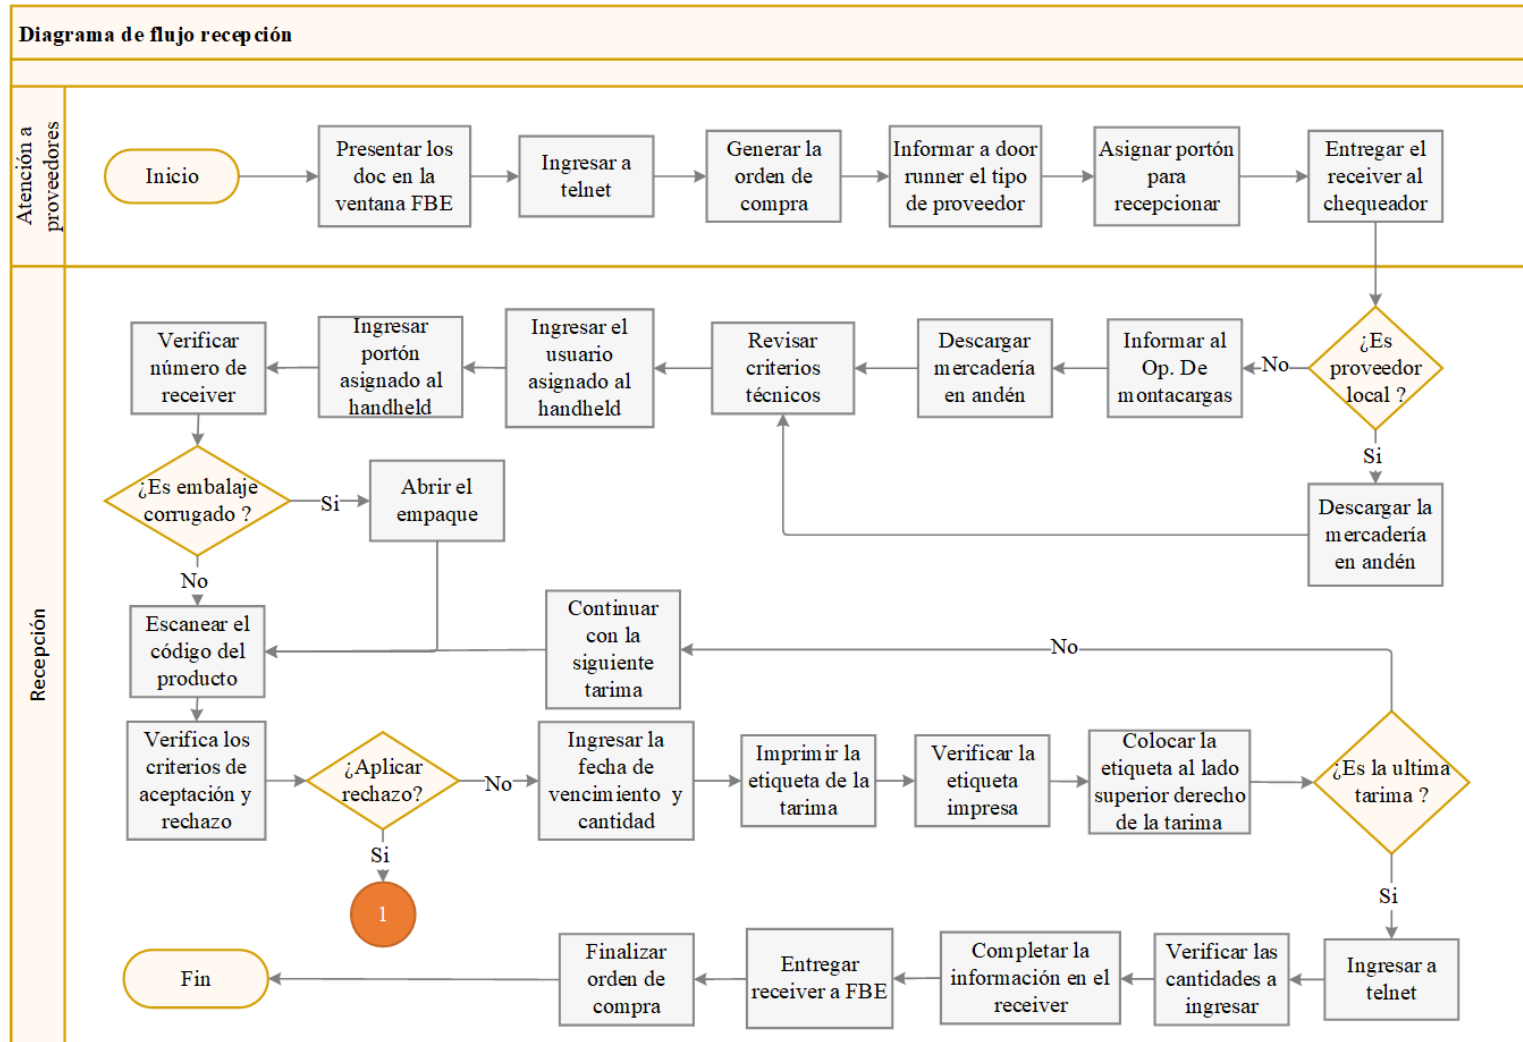 Diagrama de flujo recepción
Atención a
proveedores
Inicio
Presentar los
doc en la
ventana FBE
Ingresar a
telnet
Generar la
orden de
compra
Informar a door
runner el tipo
de proveedor
Asignar portón
para
recepcionar
Entregar el
receiver al
chequeador
Recepción
¿Es
proveedor
local ?
No
Informar al
Op. De
montacargas
Descargar
mercadería
en andén
Revisar
criterios
técnicos
Ingresar el
usuario
asignado al
handheld
Ingresar
portón
asignado al
handheld
Verificar
número de
receiver
Si
Descargar la
mercadería
en andén
¿Es embalaje
corrugado ?
Si
Abrir el
empaque
No
Escanear el
código del
producto
Continuar
con la
siguiente
tarima
No
Verifica los
criterios de
aceptación y
rechazo
¿Aplicar
rechazo?
No
Ingresar la
fecha de
vencimiento y
cantidad
Imprimir la
etiqueta de la
tarima
Verificar la
etiqueta
impresa
Colocar la
etiqueta al lado
superior derecho
de la tarima
¿Es la ultima
tarima ?
Si
1
Si
Ingresar a
telnet
Verificar las
cantidades a
ingresar
Completar la
información en el
receiver
Entregar
receiver a FBE
Finalizar
orden de
compra
Fin